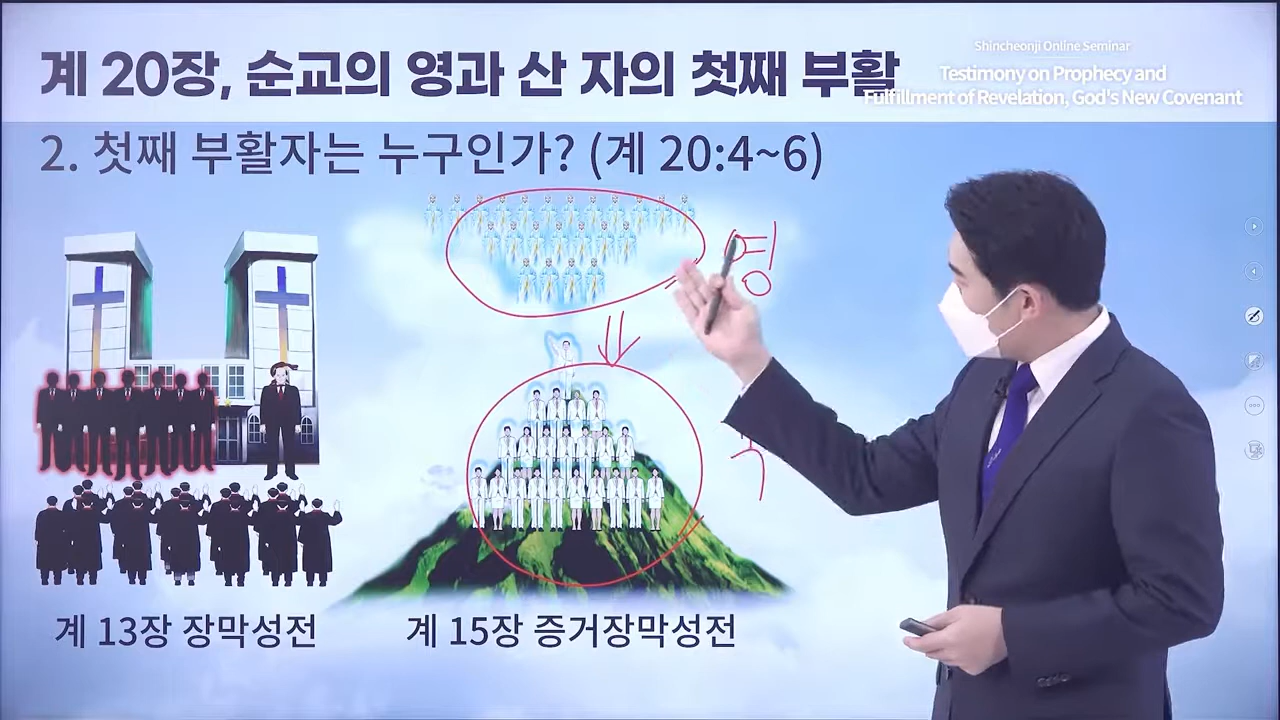 계 20장, 순교의 영과 산 자의 첫째 부활
Shincheonji Online Seminar
Testimony on Prophecy and
Fulfillment of Revelation, God's New Covenant
2. 첫째 부활자는 누구인가? (계 20:4~6)
영
계 13장 장막성전
계 15장 증거장막성전